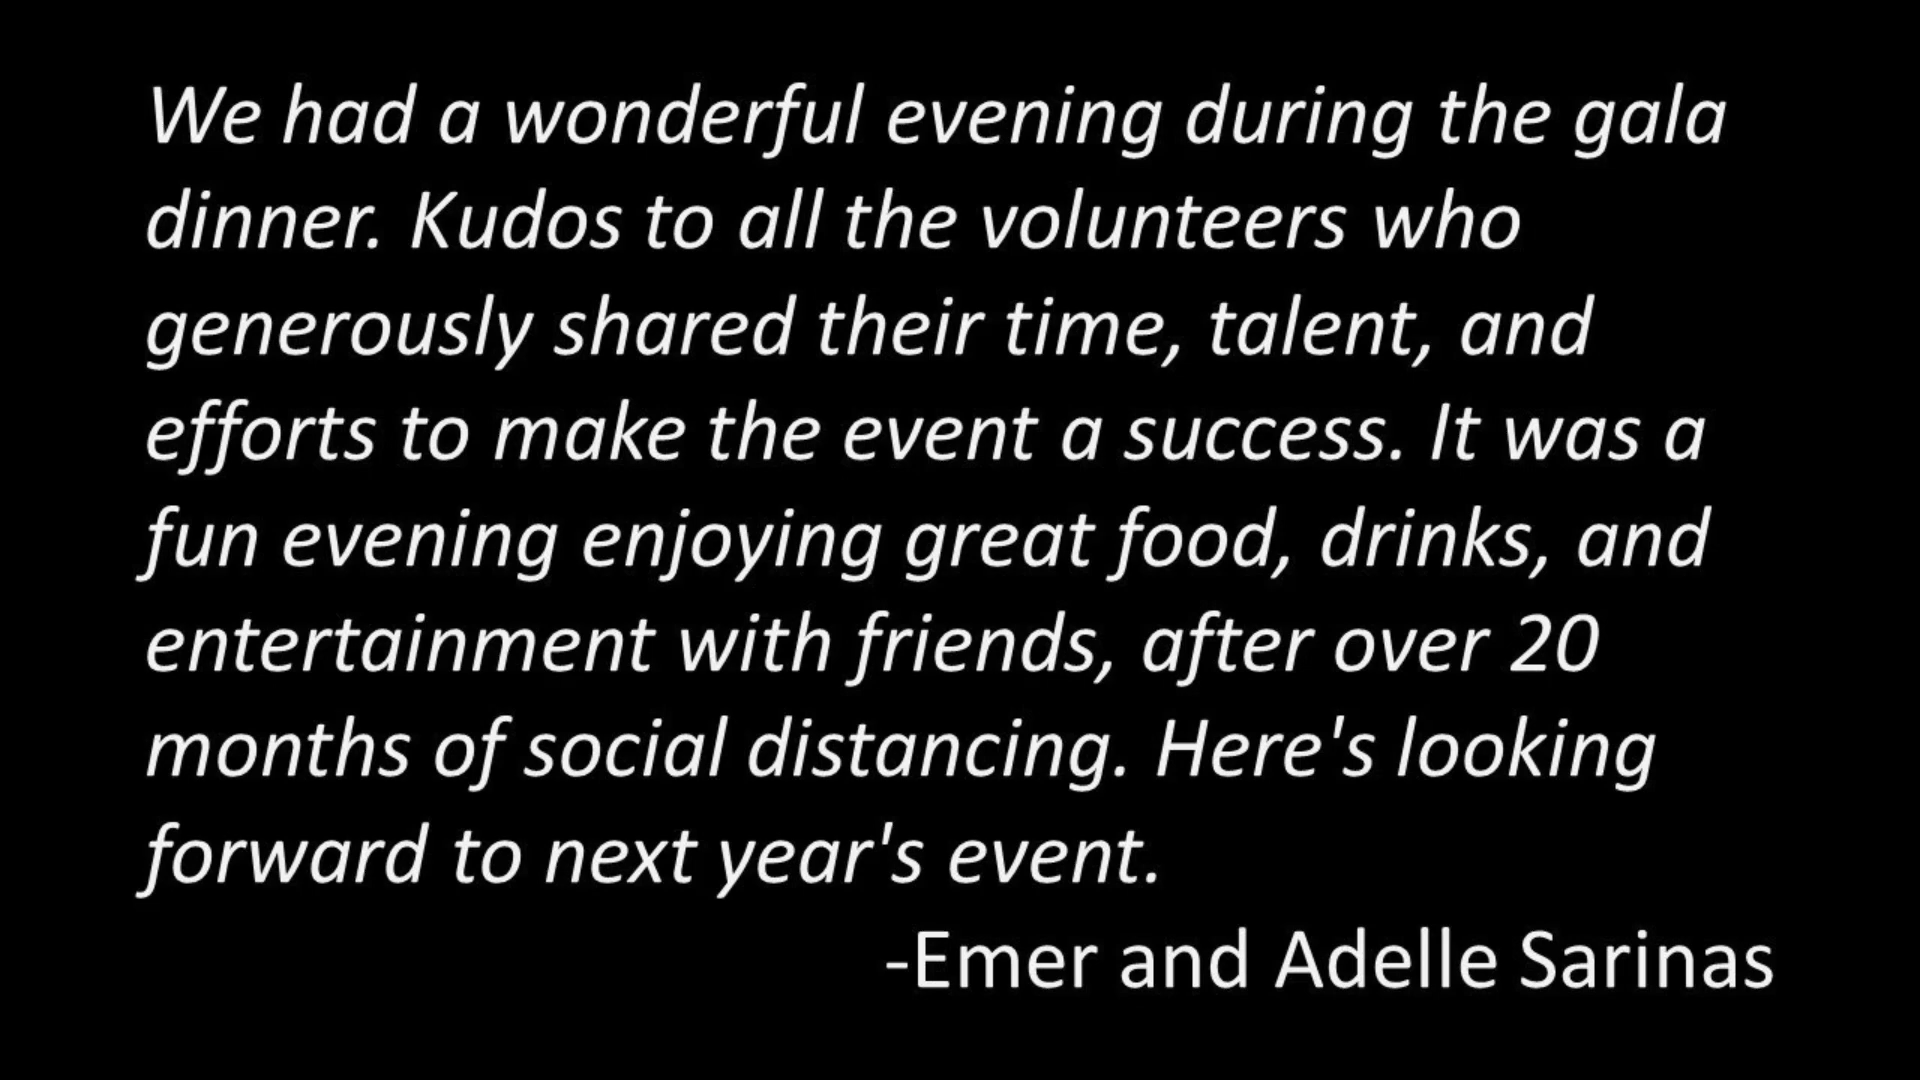 We had a wonderful evening during the gala
dinner. Kudos to all the volunteers who
generously shared their time, talent, and
efforts to make the event a success. It was a
fun evening enjoying great food, drinks, and
entertainment with friends, after over 20
months of social distancing. Here's looking
forward to next year's event.
-Emer and Adelle Sarinas